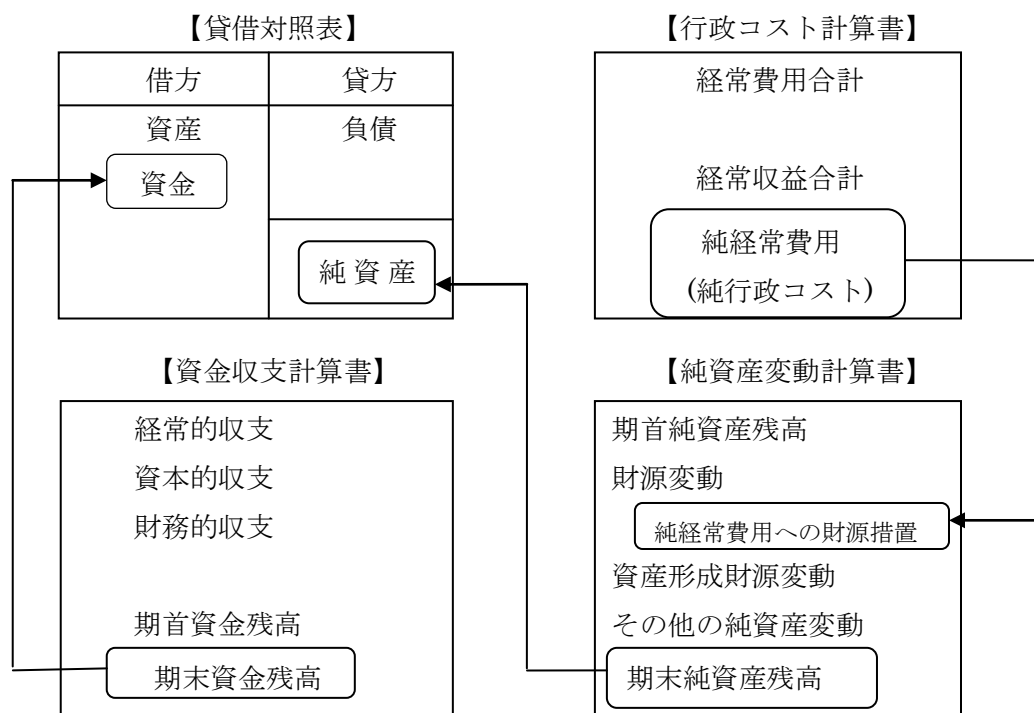 【貸借対照表】
借方
貸方
資産
負債
資金
純 資 産
【行政コスト計算書】
経常費用合計
経常収益合計
純経常費用
(純行政コスト)
【資金収支計算書】
経常的収支
資本的収支
財務的収支
期首資金残高
期末資金残高
【純資産変動計算書】
期首純資産残高
財源変動
純経常費用への財源措置
資産形成財源変動
その他の純資産変動
期末純資産残高